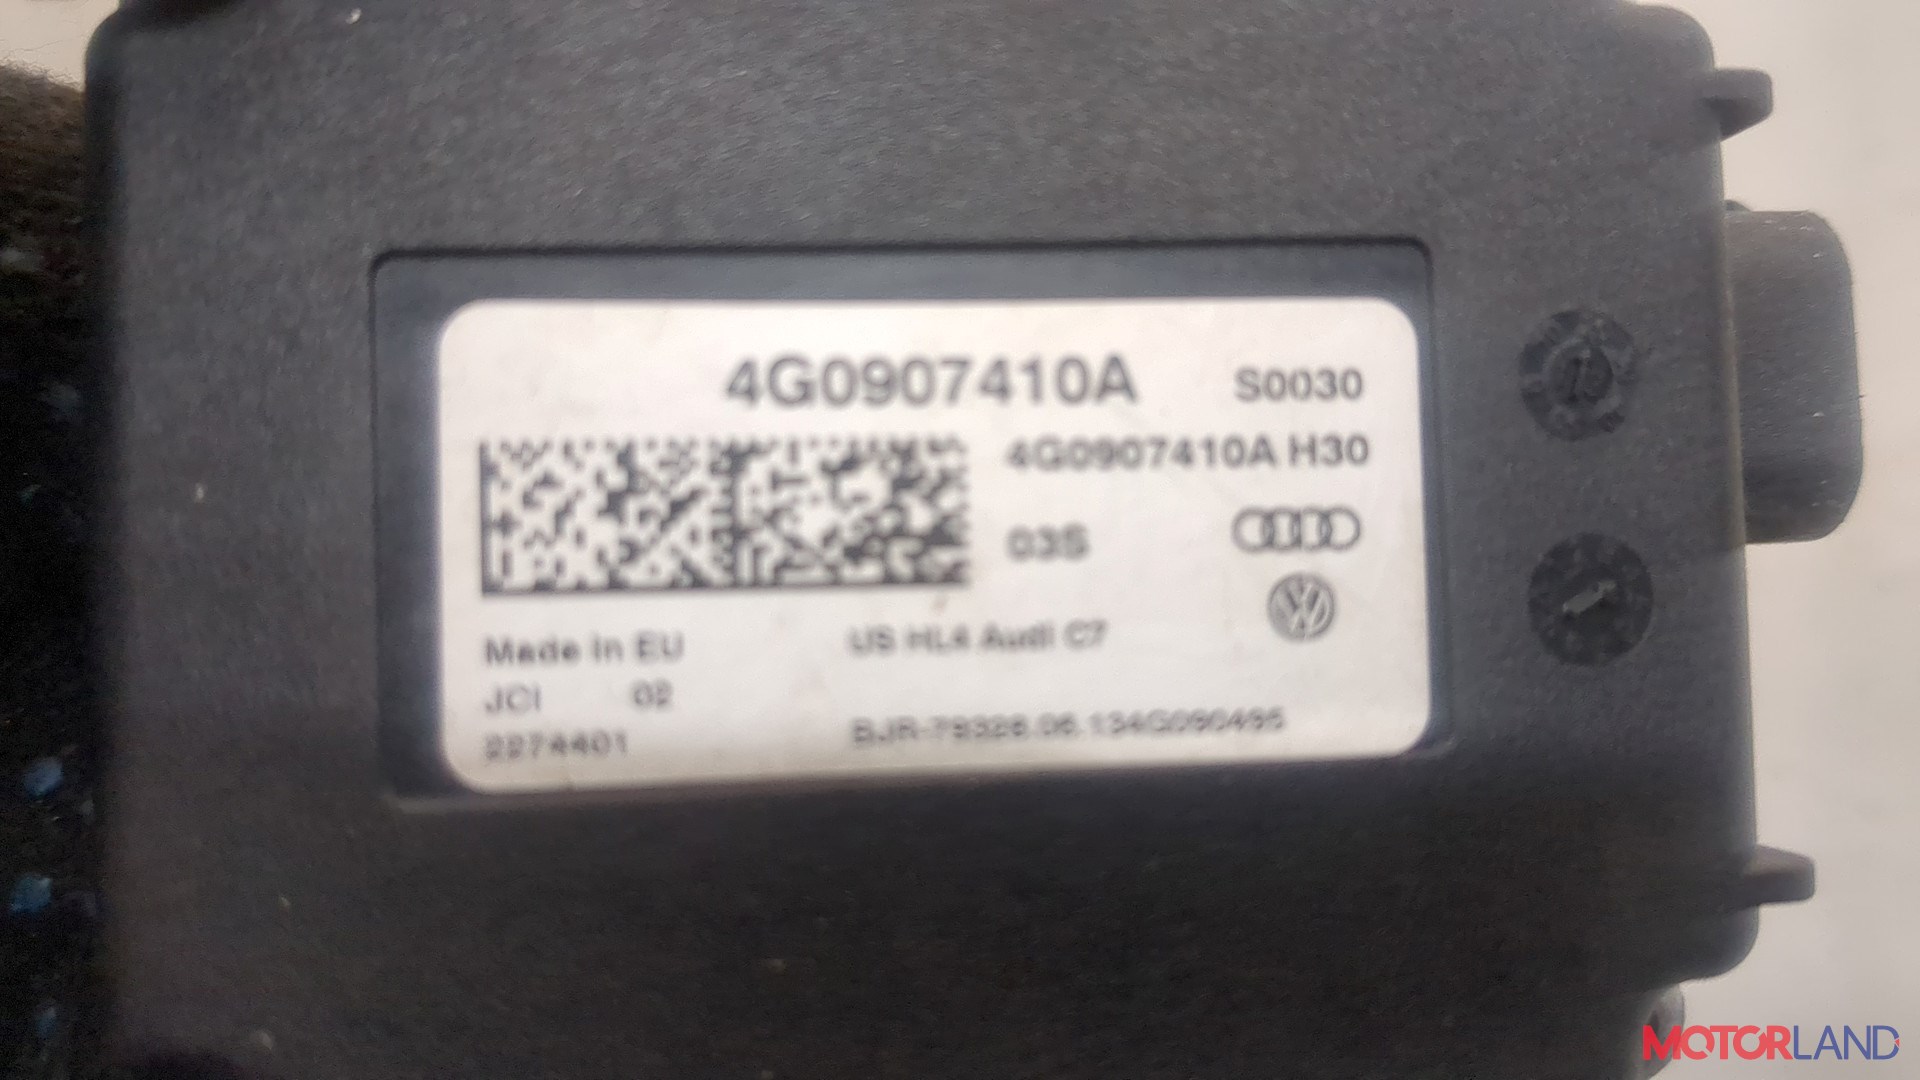 4G0907410A S0030
4G0907410A H30
03S
Made in EU
US HL4 Audi C7
JCI 02
2274401
BJR-79328.06.134G090495
MOTORLAND